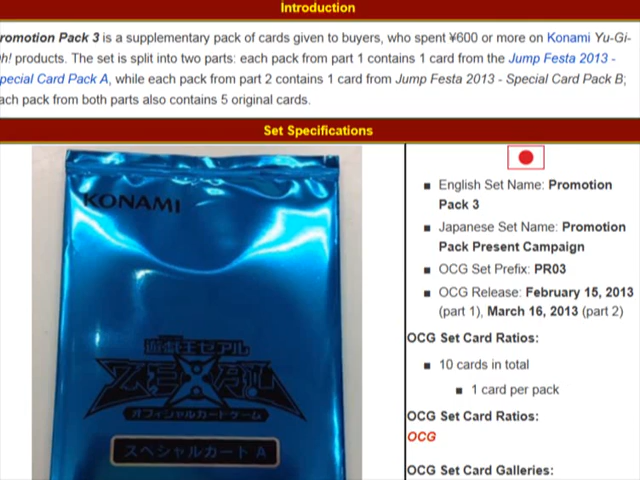 Introduction
romotion Pack 3 is a supplementary pack of cards given to buyers, who spent ¥600 or more on Konami Yu-Gi-
h! products. The set is split into two parts: each pack from part 1 contains 1 card from the Jump Festa 2013 -
pecial Card Pack A, while each pack from part 2 contains 1 card from Jump Festa 2013 - Special Card Pack B;
ach pack from both parts also contains 5 original cards.
Set Specifications
KONAMI
遊戯王ゼアル
ZEXAL
オフィシャルカードゲーム
スペシャルカード A
English Set Name: Promotion
Pack 3
Japanese Set Name: Promotion
Pack Present Campaign
OCG Set Prefix: PR03
OCG Release: February 15, 2013
(part 1), March 16, 2013 (part 2)
OCG Set Card Ratios:
10 cards in total
1 card per pack
OCG Set Card Ratios:
OCG
OCG Set Card Galleries: